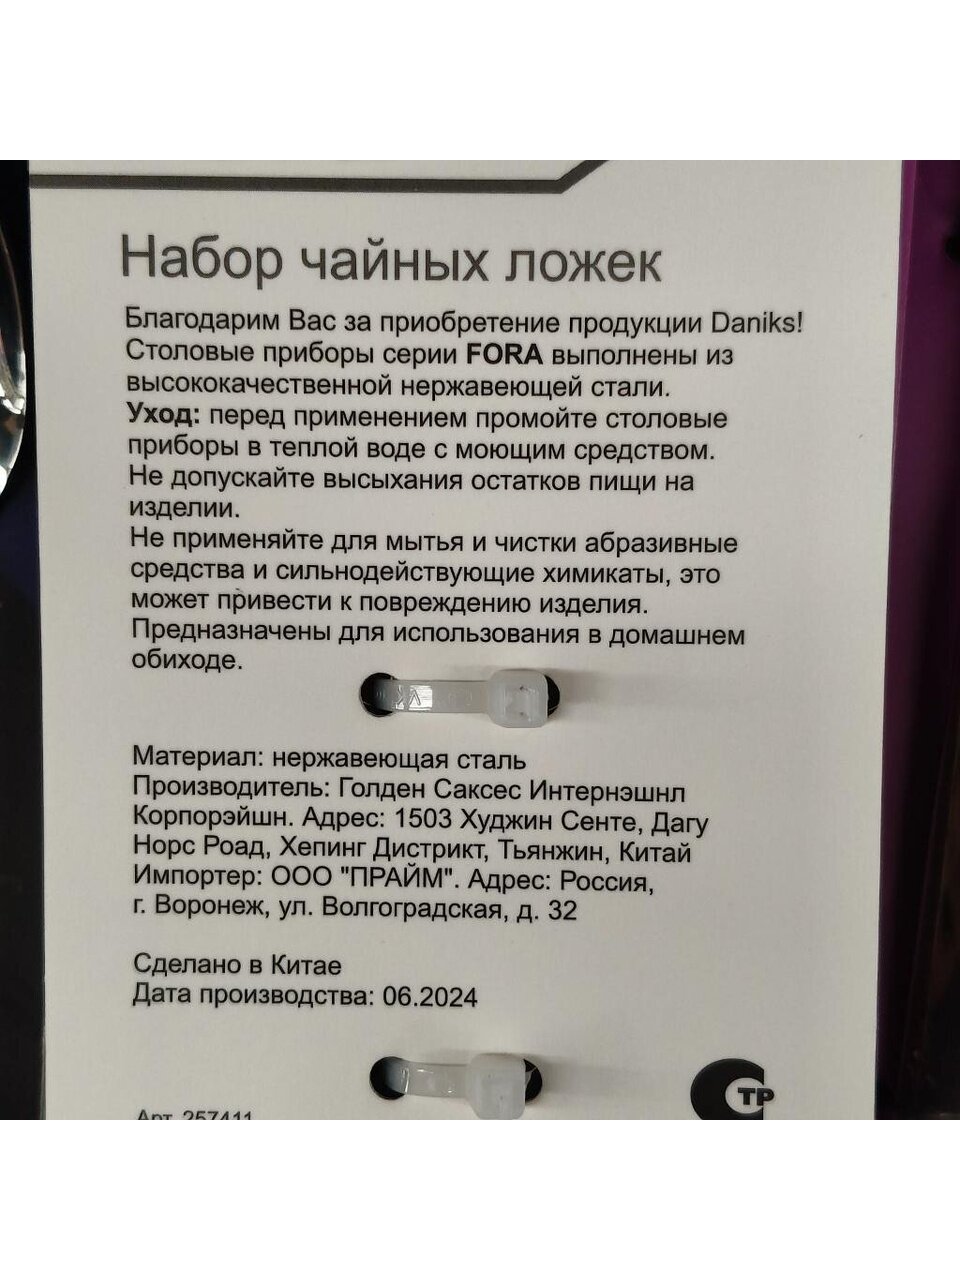 Набор чайных ложек
Благодарим Вас за приобретение продукции Daniks!
Столовые приборы серии FORA выполнены из
высококачественной нержавеющей стали.
Уход: перед применением промойте столовые
приборы в теплой воде с моющим средством.
Не допускайте высыхания остатков пищи на
изделии.
Не применяйте для мытья и чистки абразивные
средства и сильнодействующие химикаты, это
может привести к повреждению изделия.
Предназначены для использования в домашнем
обиходе.
Материал: нержавеющая сталь
Производитель: Голден Саксес Интернэшнл
Корпорэйшн. Адрес: 1503 Худжин Сенте, Дагу
Норс Роад, Хепинг Дистрикт, Тьянжин, Китай
Импортер: ООО "ПРАЙМ". Адрес: Россия,
г. Воронеж, ул. Волгоградская, д. 32
Сделано в Китае
Дата производства: 06.2024
Арт. 257411
ТР